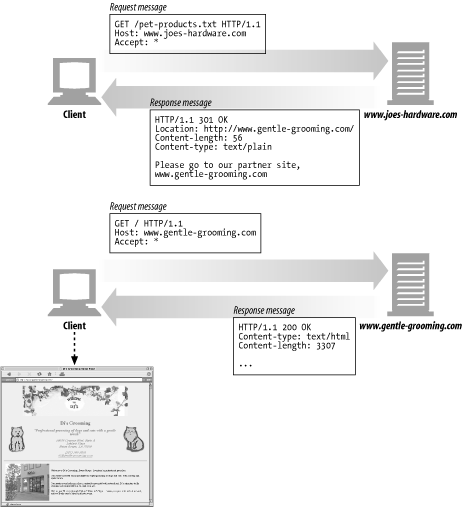 Request message
GET /pet-products.txt HTTP/1.1
Host: www.joes-hardware.com
Accept: *
Client
www.joes-hardware.com
Response message
HTTP/1.1 301 OK
Location: http://www.gentle-grooming.com/
Content-length: 56
Content-type: text/plain
Please go to our partner site,
www.gentle-grooming.com
Request message
GET / HTTP/1.1
Host: www.gentle-grooming.com
Accept: *
Client
www.gentle-grooming.com
Response message
HTTP/1.1 200 OK
Content-type: text/html
Content-length: 3307
...